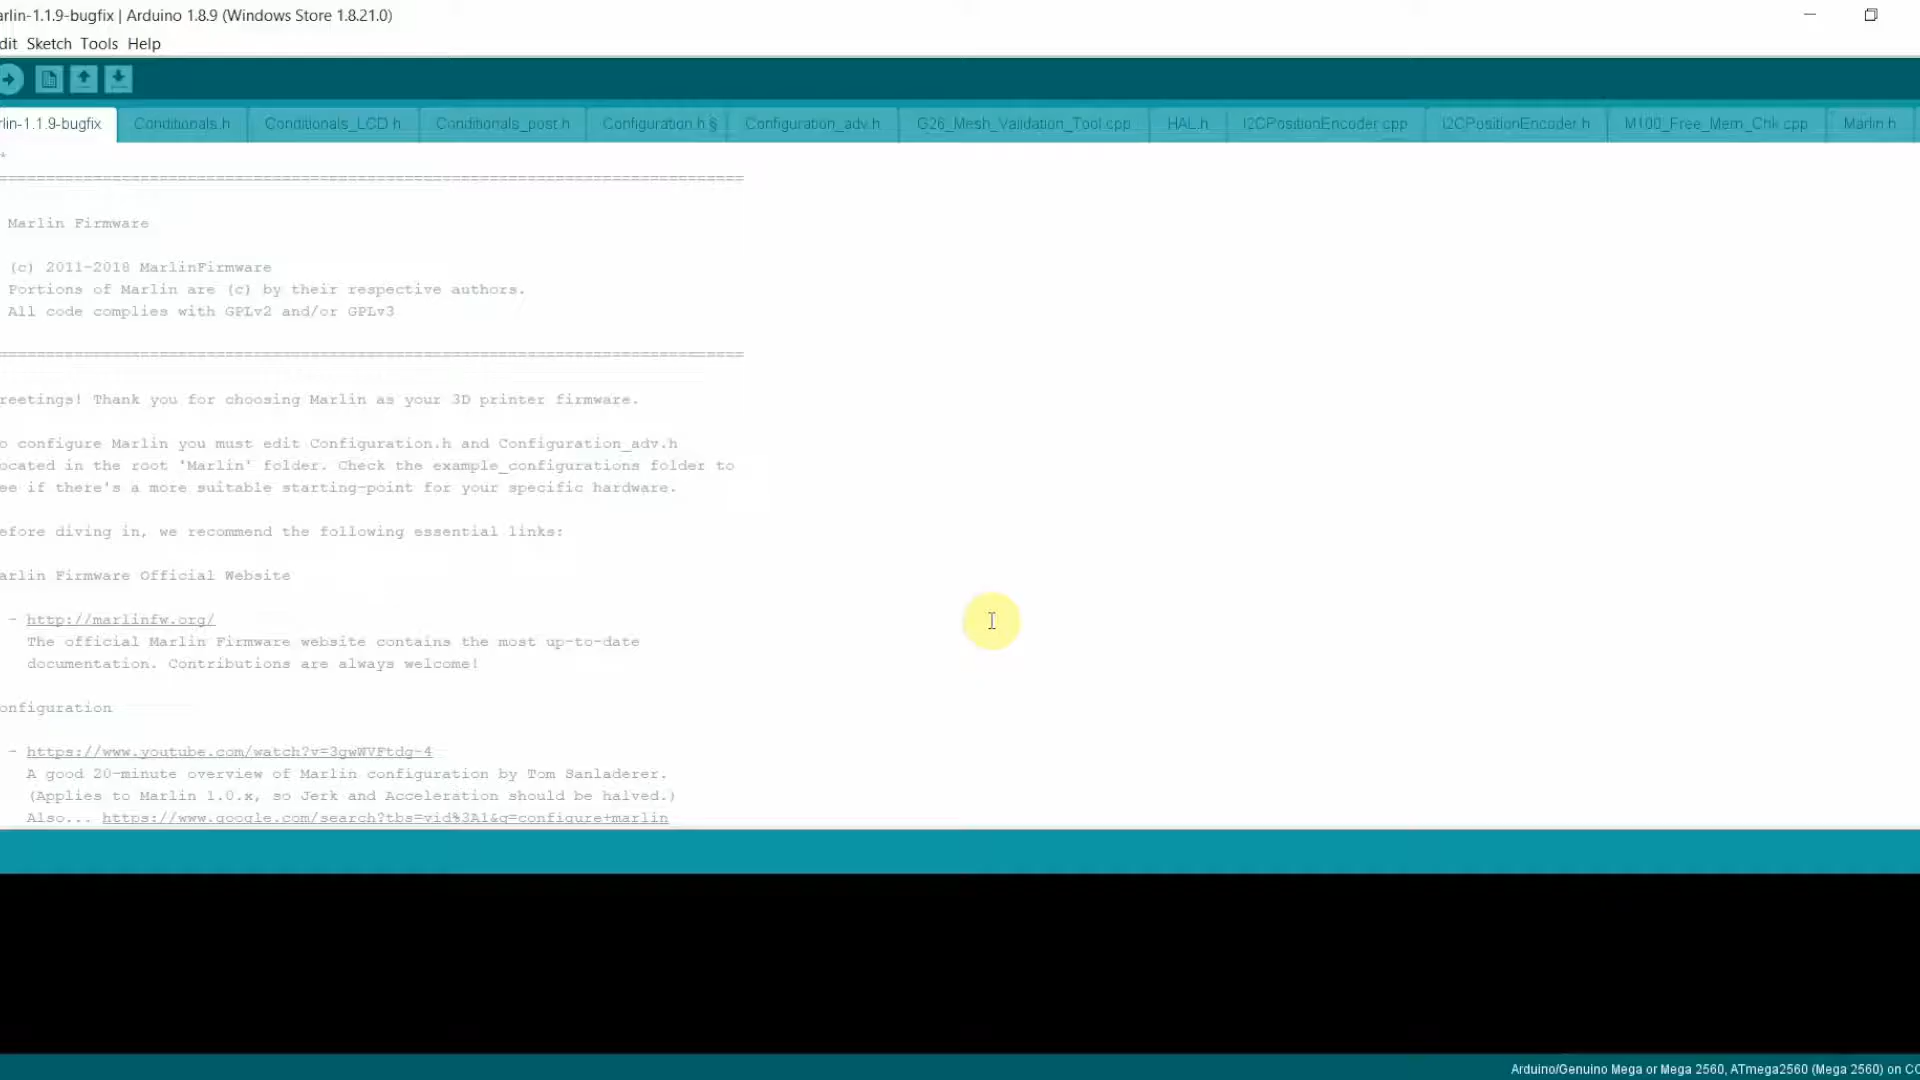 arlin-1.1.9-bugfix | Arduino 1.8.9 (Windows Store 1.8.21.0)
dit Sketch Tools Help
rlin-1.1.9-bugfix Conditionals.h Conditionals_LCD.h Conditionals_post.h Configuration.h § Configuration_adv.h G26_Mesh_Validation_Tool.cpp HAL.h I2CPositionEncoder.cpp I2CPositionEncoder.h M100_Free_Mem_Chk.cpp Marlin.h
*
================================================================================
Marlin Firmware
(c) 2011-2018 MarlinFirmware
Portions of Marlin are (c) by their respective authors.
All code complies with GPLv2 and/or GPLv3
================================================================================
reetings! Thank you for choosing Marlin as your 3D printer firmware.
o configure Marlin you must edit Configuration.h and Configuration_adv.h
ocated in the root 'Marlin' folder. Check the example_configurations folder to
ee if there's a more suitable starting-point for your specific hardware.
efore diving in, we recommend the following essential links:
arlin Firmware Official Website
- http://marlinfw.org/
The official Marlin Firmware website contains the most up-to-date
documentation. Contributions are always welcome!
onfiguration
- https://www.youtube.com/watch?v=3gwWVFtdg-4
A good 20-minute overview of Marlin configuration by Tom Sanladerer.
(Applies to Marlin 1.0.x, so Jerk and Acceleration should be halved.)
Also... https://www.google.com/search?tbs=vid%3A1&q=configure+marlin
Arduino/Genuino Mega or Mega 2560, ATmega2560 (Mega 2560) on CO